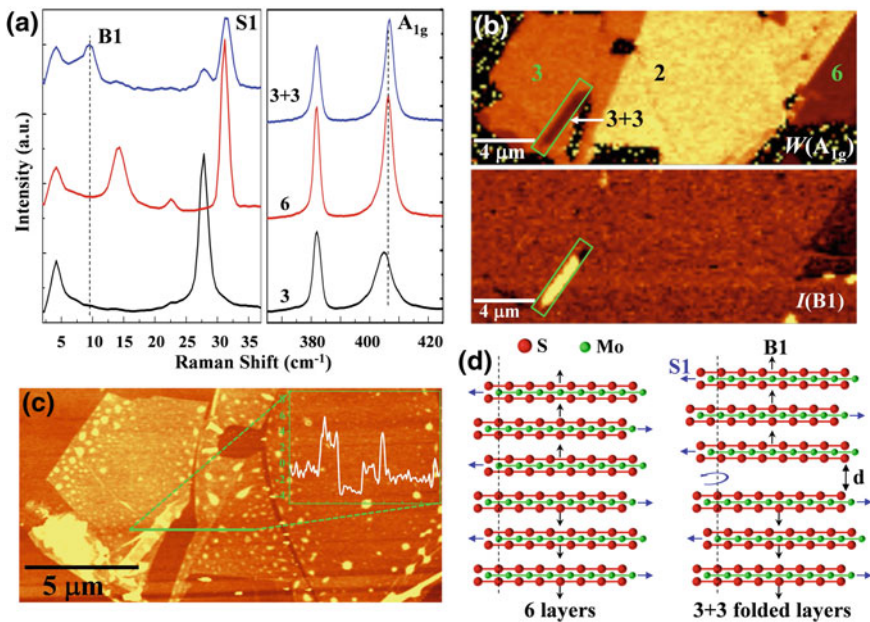 (a)
B1
S1
A1g
3+3
6
3
Intensity (a.u.)
5 10 15 20 25 30 35 380 400 420
Raman Shift (cm-1)
(b)
3
2
6
3+3
4 μm
W(A1g)
4 μm
I(B1)
(c)
5 μm
(d)
S Mo
B1
S1
d
6 layers
3+3 folded layers